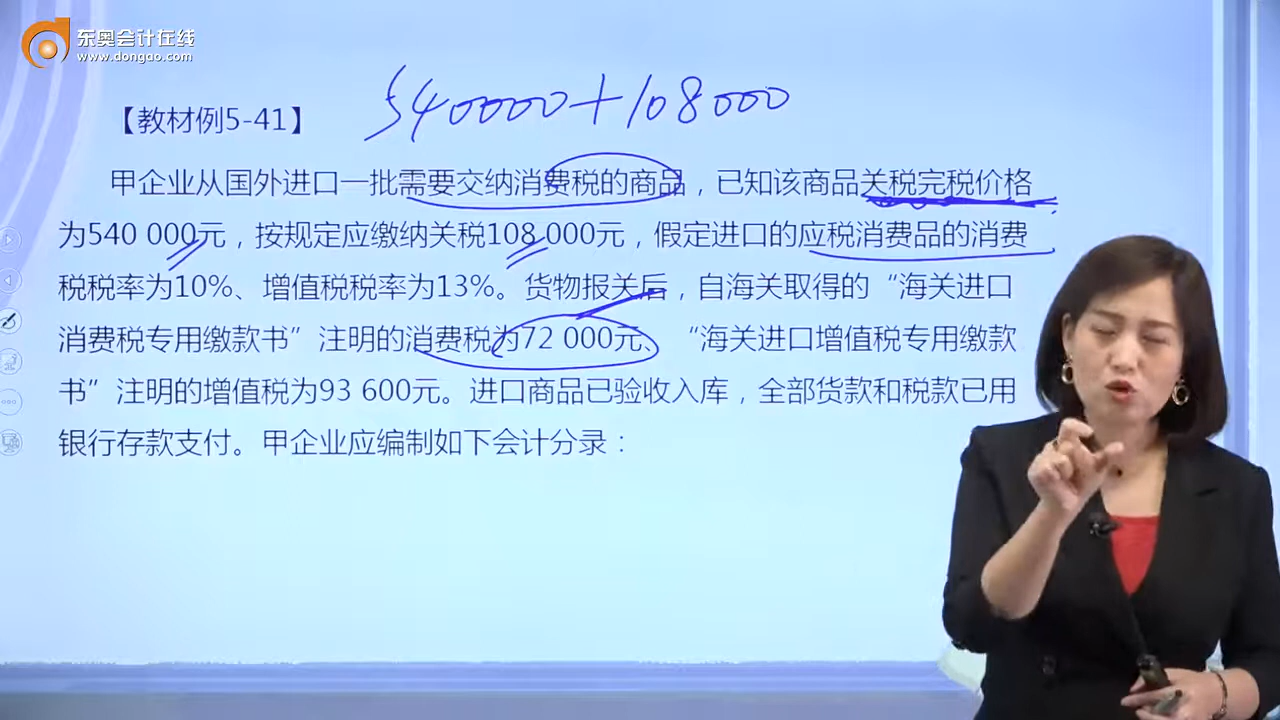 东奥会计在线
www.dongao.com
540000+108000
【教材例5-41】
甲企业从国外进口一批需要交纳消费税的商品，已知该商品关税完税价格
为540 000元，按规定应缴纳关税108 000元，假定进口的应税消费品的消费
税税率为10%、增值税税率为13%。货物报关后，自海关取得的“海关进口
消费税专用缴款书”注明的消费税为72 000元、“海关进口增值税专用缴款
书”注明的增值税为93 600元。进口商品已验收入库，全部货款和税款已用
银行存款支付。甲企业应编制如下会计分录：